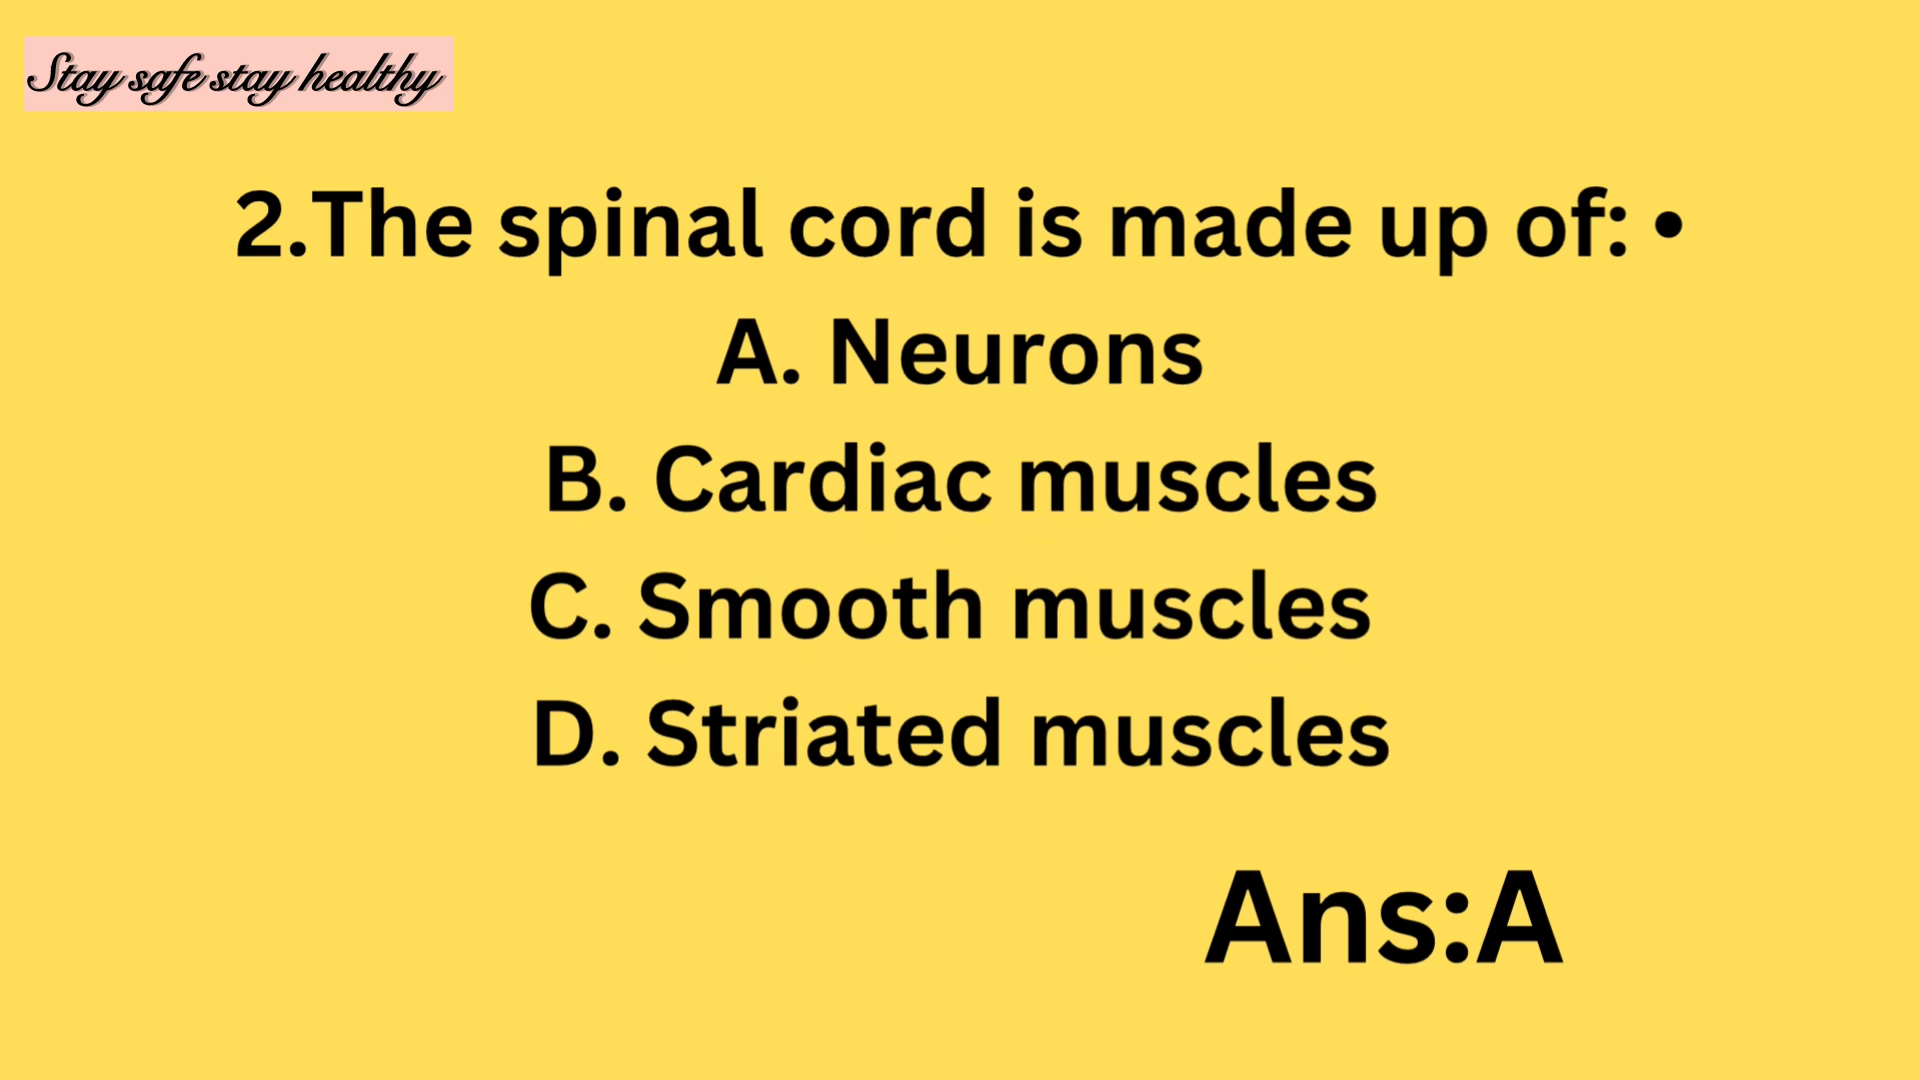 Stay safe stay healthy
2.The spinal cord is made up of: •
A. Neurons
B. Cardiac muscles
C. Smooth muscles
D. Striated muscles
Ans:A